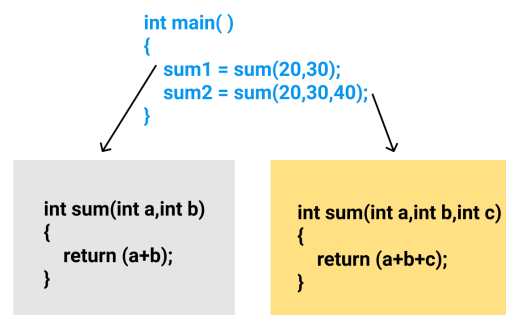 int main( )
{
sum1 = sum(20,30);
sum2 = sum(20,30,40);
}
int sum(int a,int b)
{
return (a+b);
}
int sum(int a,int b,int c)
{
return (a+b+c);
}